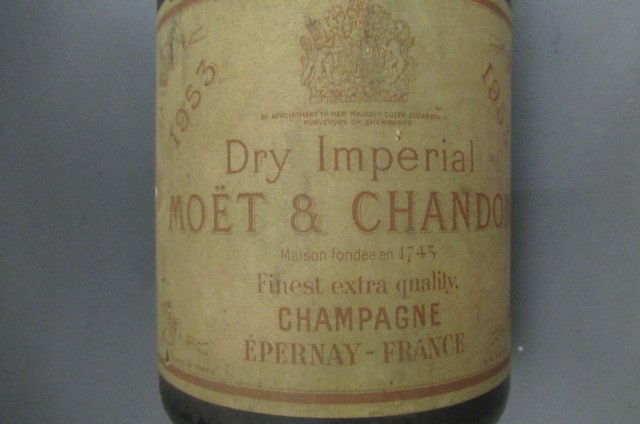 1953 1953
BY APPOINTMENT TO HER MAJESTY QUEEN ELIZABETH II
PURVEYORS OF CHAMPAGNE
Dry Imperial
MOËT & CHANDON
Maison fondée en 1743
Finest extra quality.
CHAMPAGNE
ÉPERNAY - FRANCE